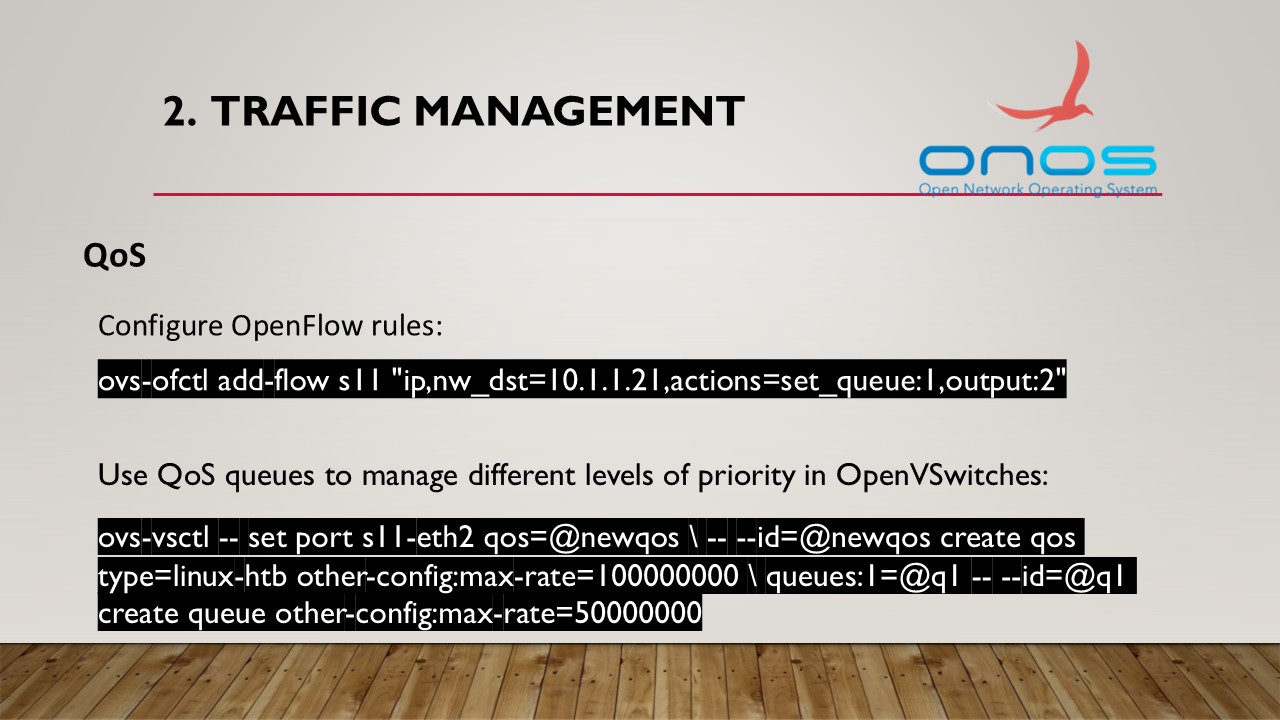 2. TRAFFIC MANAGEMENT
onos
Open Network Operating System
QoS
Configure OpenFlow rules:
ovs-ofctl add-flow s11 "ip,nw_dst=10.1.1.21,actions=set_queue:1,output:2"
Use QoS queues to manage different levels of priority in OpenVSwitches:
ovs-vsctl -- set port s11-eth2 qos=@newqos \ -- --id=@newqos create qos
type=linux-htb other-config:max-rate=100000000 \ queues:1=@q1 -- --id=@q1
create queue other-config:max-rate=50000000